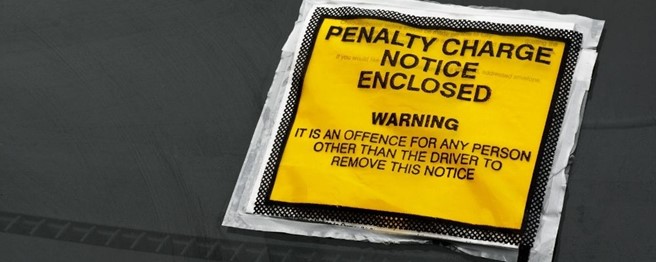 PENALTY CHARGE
NOTICE
ENCLOSED
WARNING
IT IS AN OFFENCE FOR ANY PERSON
OTHER THAN THE DRIVER TO
REMOVE THIS NOTICE